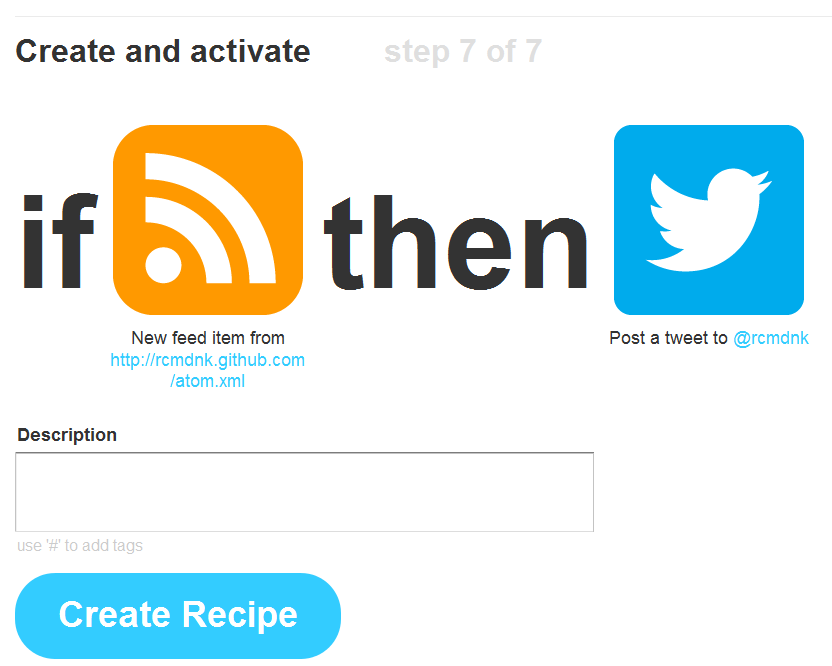 Create and activate step 7 of 7
if then
New feed item from
http://rcmdnk.github.com
/atom.xml
Post a tweet to @rcmdnk
Description
use '#' to add tags
Create Recipe